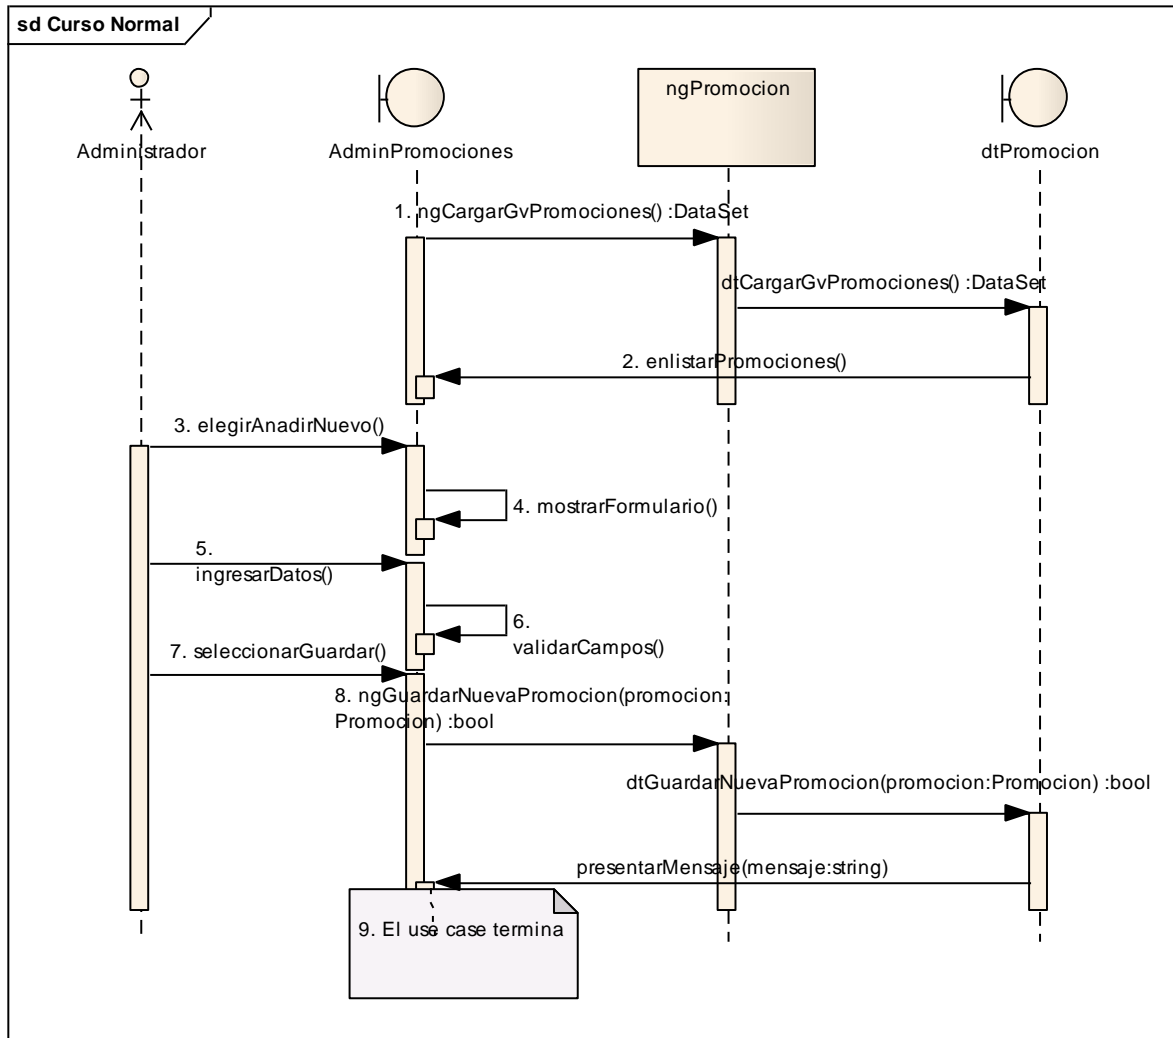 sd Curso Normal
Administrador
AdminPromociones
ngPromocion
dtPromocion
1. ngCargarGvPromociones() :DataSet
dtCargarGvPromociones() :DataSet
2. enlistarPromociones()
3. elegirAnadirNuevo()
4. mostrarFormulario()
5.
ingresarDatos()
6.
validarCampos()
7. seleccionarGuardar()
8. ngGuardarNuevaPromocion(promocion:
Promocion) :bool
dtGuardarNuevaPromocion(promocion:Promocion) :bool
presentarMensaje(mensaje:string)
9. El use case termina